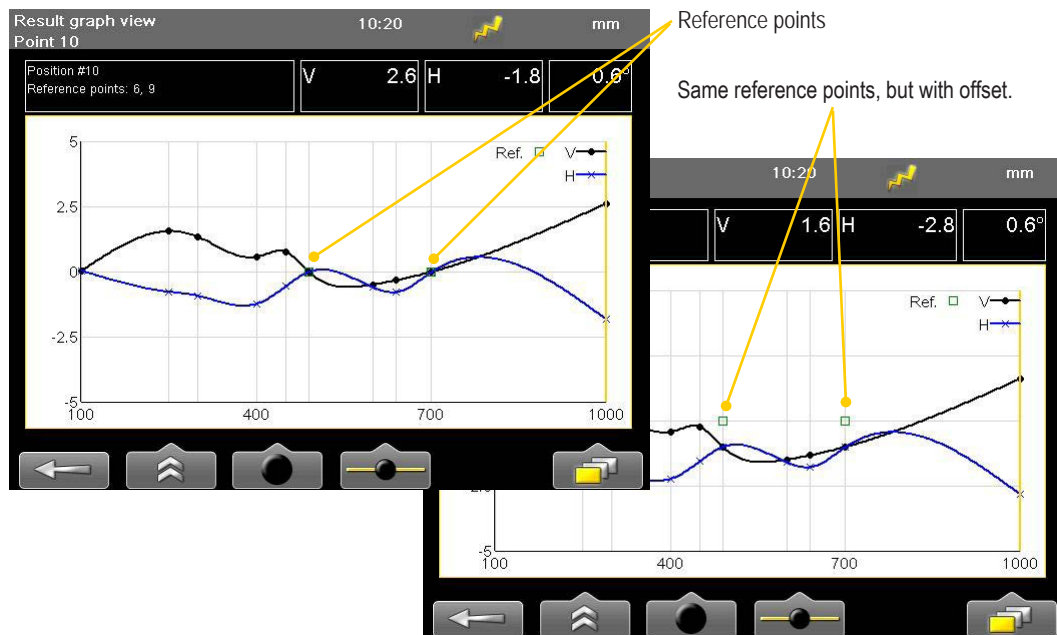 Result graph view
Point 10
10:20
mm
Position #10
Reference points: 6, 9
V 2.6
H -1.8
0.6°
5
2.5
0
-2.5
-5
100
400
700
1000
Ref.
V
H
Reference points
Same reference points, but with offset.
10:20
mm
V 1.6
H -2.8
0.6°
Ref.
V
H
-5
100
400
700
1000